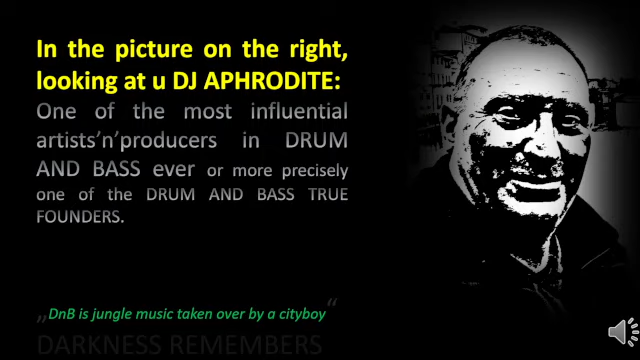 In the picture on the right,
looking at u DJ APHRODITE:
One of the most influential
artists’n’producers in DRUM
AND BASS ever or more precisely
one of the DRUM AND BASS TRUE
FOUNDERS.
„DnB is jungle music taken over by a cityboy“
DARKNESS REMEMBERS